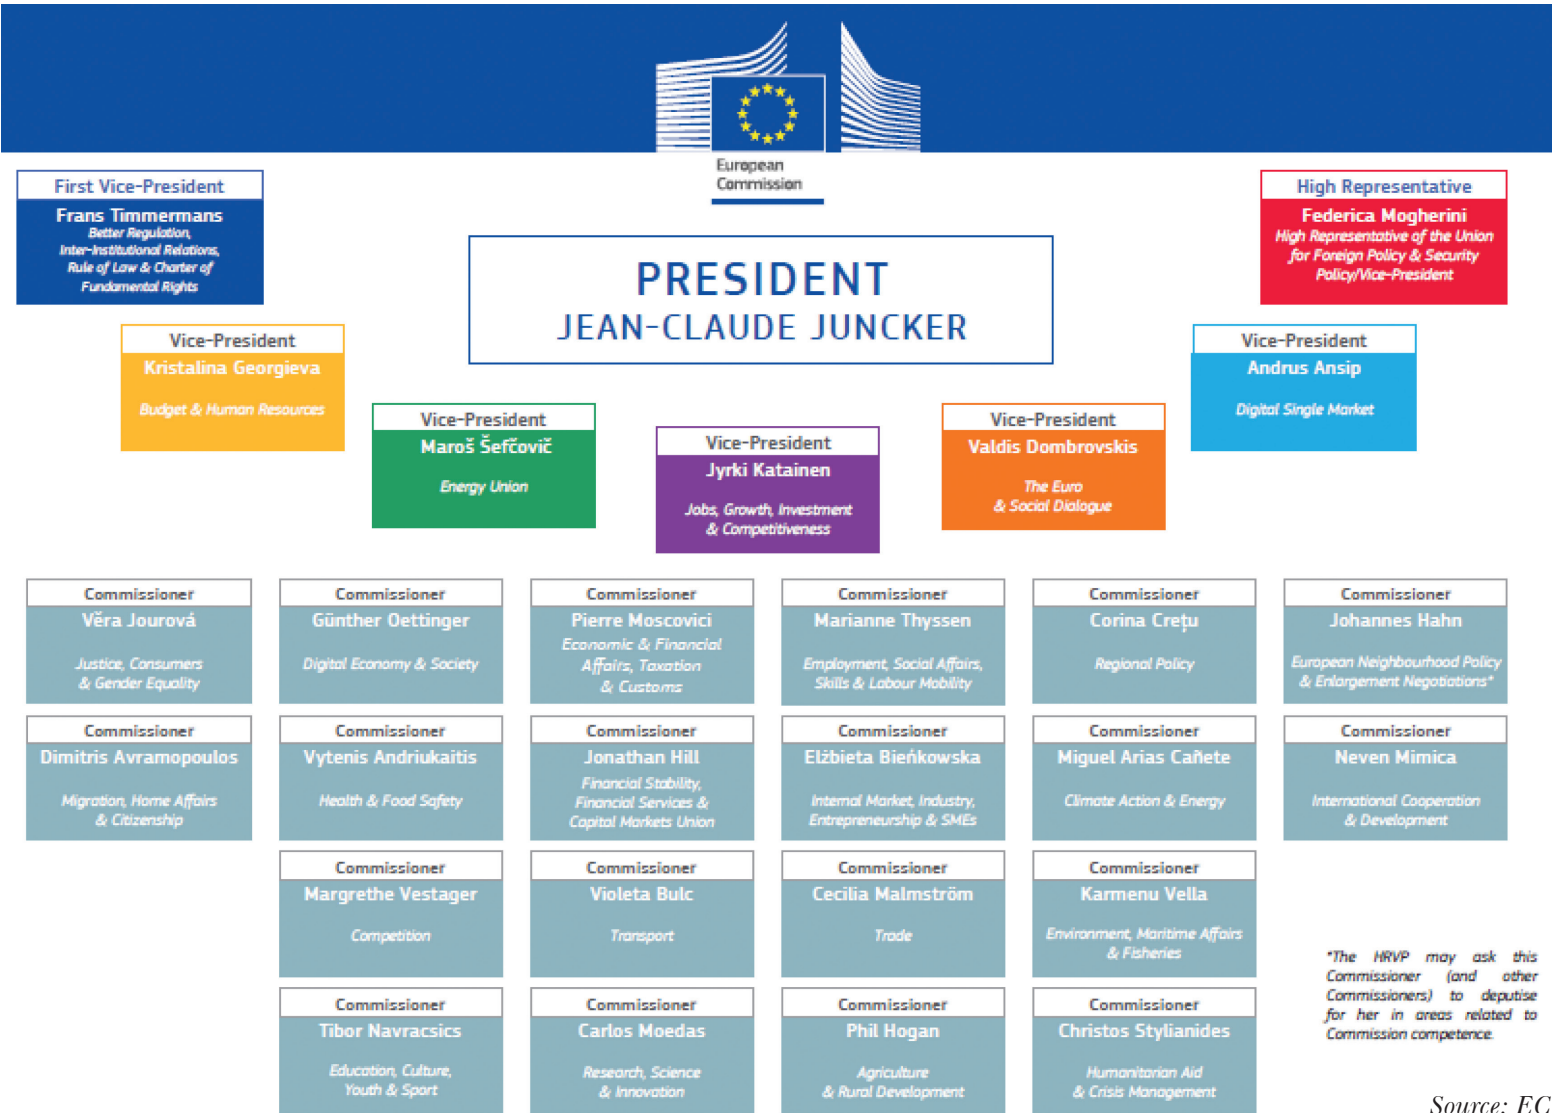 European
Commission
First Vice-President
Frans Timmermans
Better Regulation,
Inter-Institutional Relations,
Rule of Law & Charter of
Fundamental Rights
High Representative
Federica Mogherini
High Representative of the Union
for Foreign Policy & Security
Policy/Vice-President
PRESIDENT
JEAN-CLAUDE JUNCKER
Vice-President
Kristalina Georgieva
Budget & Human Resources
Vice-President
Andrus Ansip
Digital Single Market
Vice-President
Maroš Šefčovič
Energy Union
Vice-President
Jyrki Katainen
Jobs, Growth, Investment
& Competitiveness
Vice-President
Valdis Dombrovskis
The Euro
& Social Dialogue
Commissioner
Věra Jourová
Justice, Consumers
& Gender Equality
Commissioner
Günther Oettinger
Digital Economy & Society
Commissioner
Pierre Moscovici
Economic & Financial
Affairs, Taxation
& Customs
Commissioner
Marianne Thyssen
Employment, Social Affairs,
Skills & Labour Mobility
Commissioner
Corina Crețu
Regional Policy
Commissioner
Johannes Hahn
European Neighbourhood Policy
& Enlargement Negotiations*
Commissioner
Dimitris Avramopoulos
Migration, Home Affairs
& Citizenship
Commissioner
Vytenis Andriukaitis
Health & Food Safety
Commissioner
Jonathan Hill
Financial Stability,
Financial Services &
Capital Markets Union
Commissioner
Elżbieta Bieńkowska
Internal Market, Industry,
Entrepreneurship & SMEs
Commissioner
Miguel Arias Cañete
Climate Action & Energy
Commissioner
Neven Mimica
International Cooperation
& Development
Commissioner
Margrethe Vestager
Competition
Commissioner
Violeta Bulc
Transport
Commissioner
Cecilia Malmström
Trade
Commissioner
Karmenu Vella
Environment, Maritime Affairs
& Fisheries
Commissioner
Tibor Navracsics
Education, Culture,
Youth & Sport
Commissioner
Carlos Moedas
Research, Science
& Innovation
Commissioner
Phil Hogan
Agriculture
& Rural Development
Commissioner
Christos Stylianides
Humanitarian Aid
& Crisis Management
*The HRVP may ask this
Commissioner (and other
Commissioners) to deputise
for her in areas related to
Commission competence.
Source: EC